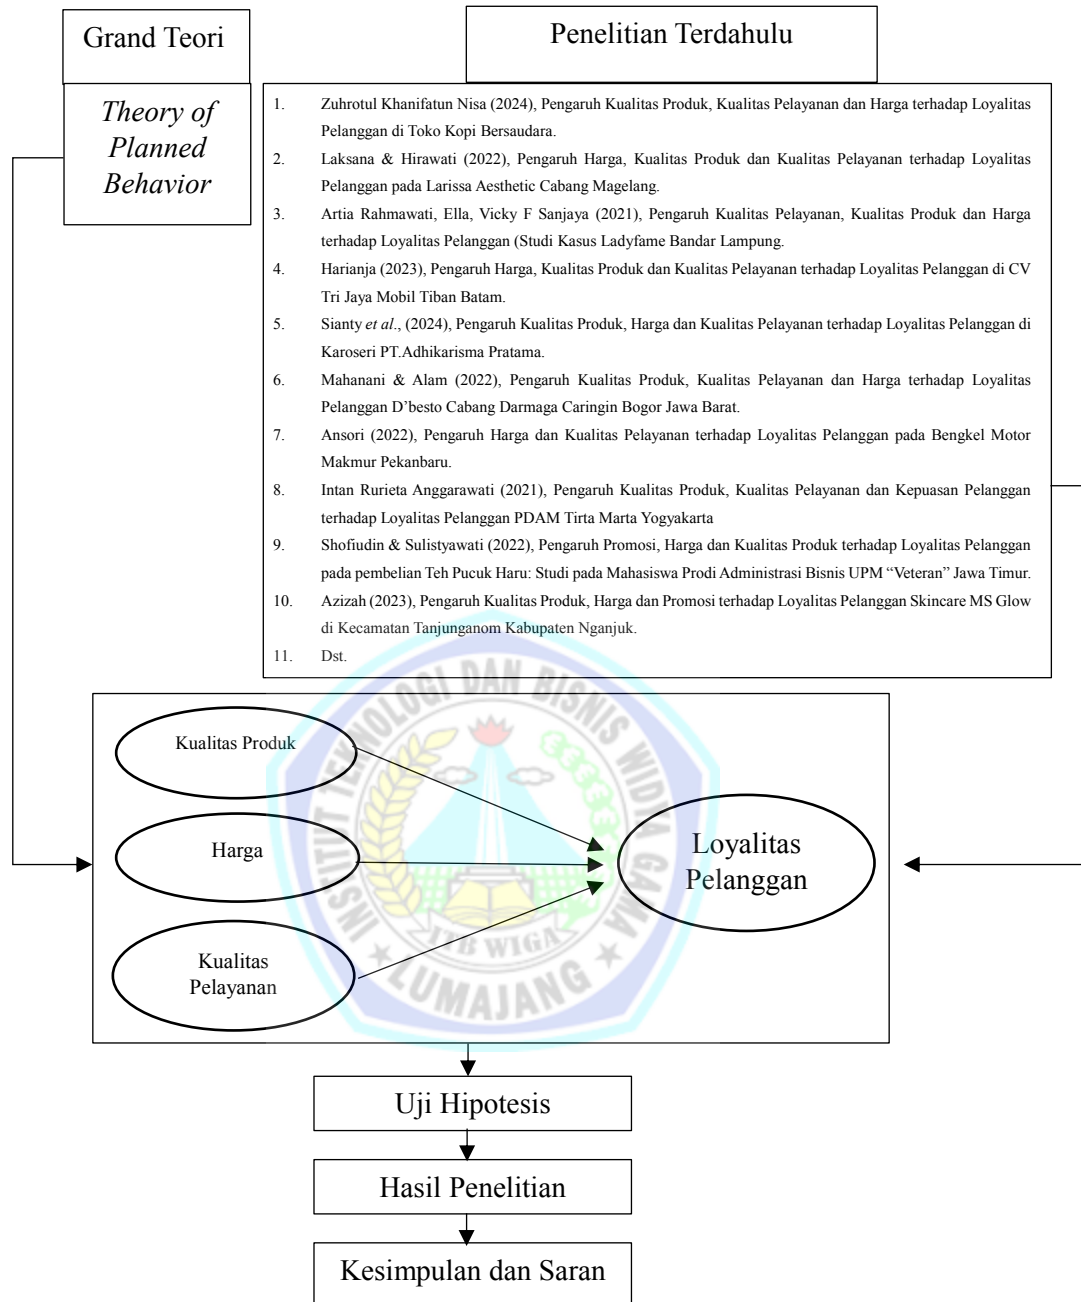 Grand Teori
Penelitian Terdahulu
Theory of
Planned
Behavior
1. Zuhrotul Khanifatun Nisa (2024), Pengaruh Kualitas Produk, Kualitas Pelayanan dan Harga terhadap Loyalitas
Pelanggan di Toko Kopi Bersaudara.
2. Laksana & Hirawati (2022), Pengaruh Harga, Kualitas Produk dan Kualitas Pelayanan terhadap Loyalitas
Pelanggan pada Larissa Aesthetic Cabang Magelang.
3. Artia Rahmawati, Ella, Vicky F Sanjaya (2021), Pengaruh Kualitas Pelayanan, Kualitas Produk dan Harga
terhadap Loyalitas Pelanggan (Studi Kasus Ladyfame Bandar Lampung.
4. Harianja (2023), Pengaruh Harga, Kualitas Produk dan Kualitas Pelayanan terhadap Loyalitas Pelanggan di CV
Tri Jaya Mobil Tiban Batam.
5. Sianty et al., (2024), Pengaruh Kualitas Produk, Harga dan Kualitas Pelayanan terhadap Loyalitas Pelanggan di
Karoseri PT.Adhikarisma Pratama.
6. Mahanani & Alam (2022), Pengaruh Kualitas Produk, Kualitas Pelayanan dan Harga terhadap Loyalitas
Pelanggan D’besto Cabang Darmaga Caringin Bogor Jawa Barat.
7. Ansori (2022), Pengaruh Harga dan Kualitas Pelayanan terhadap Loyalitas Pelanggan pada Bengkel Motor
Makmur Pekanbaru.
8. Intan Rurieta Anggarawati (2021), Pengaruh Kualitas Produk, Kualitas Pelayanan dan Kepuasan Pelanggan
terhadap Loyalitas Pelanggan PDAM Tirta Marta Yogyakarta
9. Shofiudin & Sulistyawati (2022), Pengaruh Promosi, Harga dan Kualitas Produk terhadap Loyalitas Pelanggan
pada pembelian Teh Pucuk Haru: Studi pada Mahasiswa Prodi Administrasi Bisnis UPM “Veteran” Jawa Timur.
10. Azizah (2023), Pengaruh Kualitas Produk, Harga dan Promosi terhadap Loyalitas Pelanggan Skincare MS Glow
di Kecamatan Tanjunganom Kabupaten Nganjuk.
11. Dst.
INSTITUT TEKNOLOGI DAN BISNIS WIDYA GAMA
ITB WIGA
LUMAJANG
Kualitas Produk
Harga
Kualitas
Pelayanan
Loyalitas
Pelanggan
Uji Hipotesis
Hasil Penelitian
Kesimpulan dan Saran